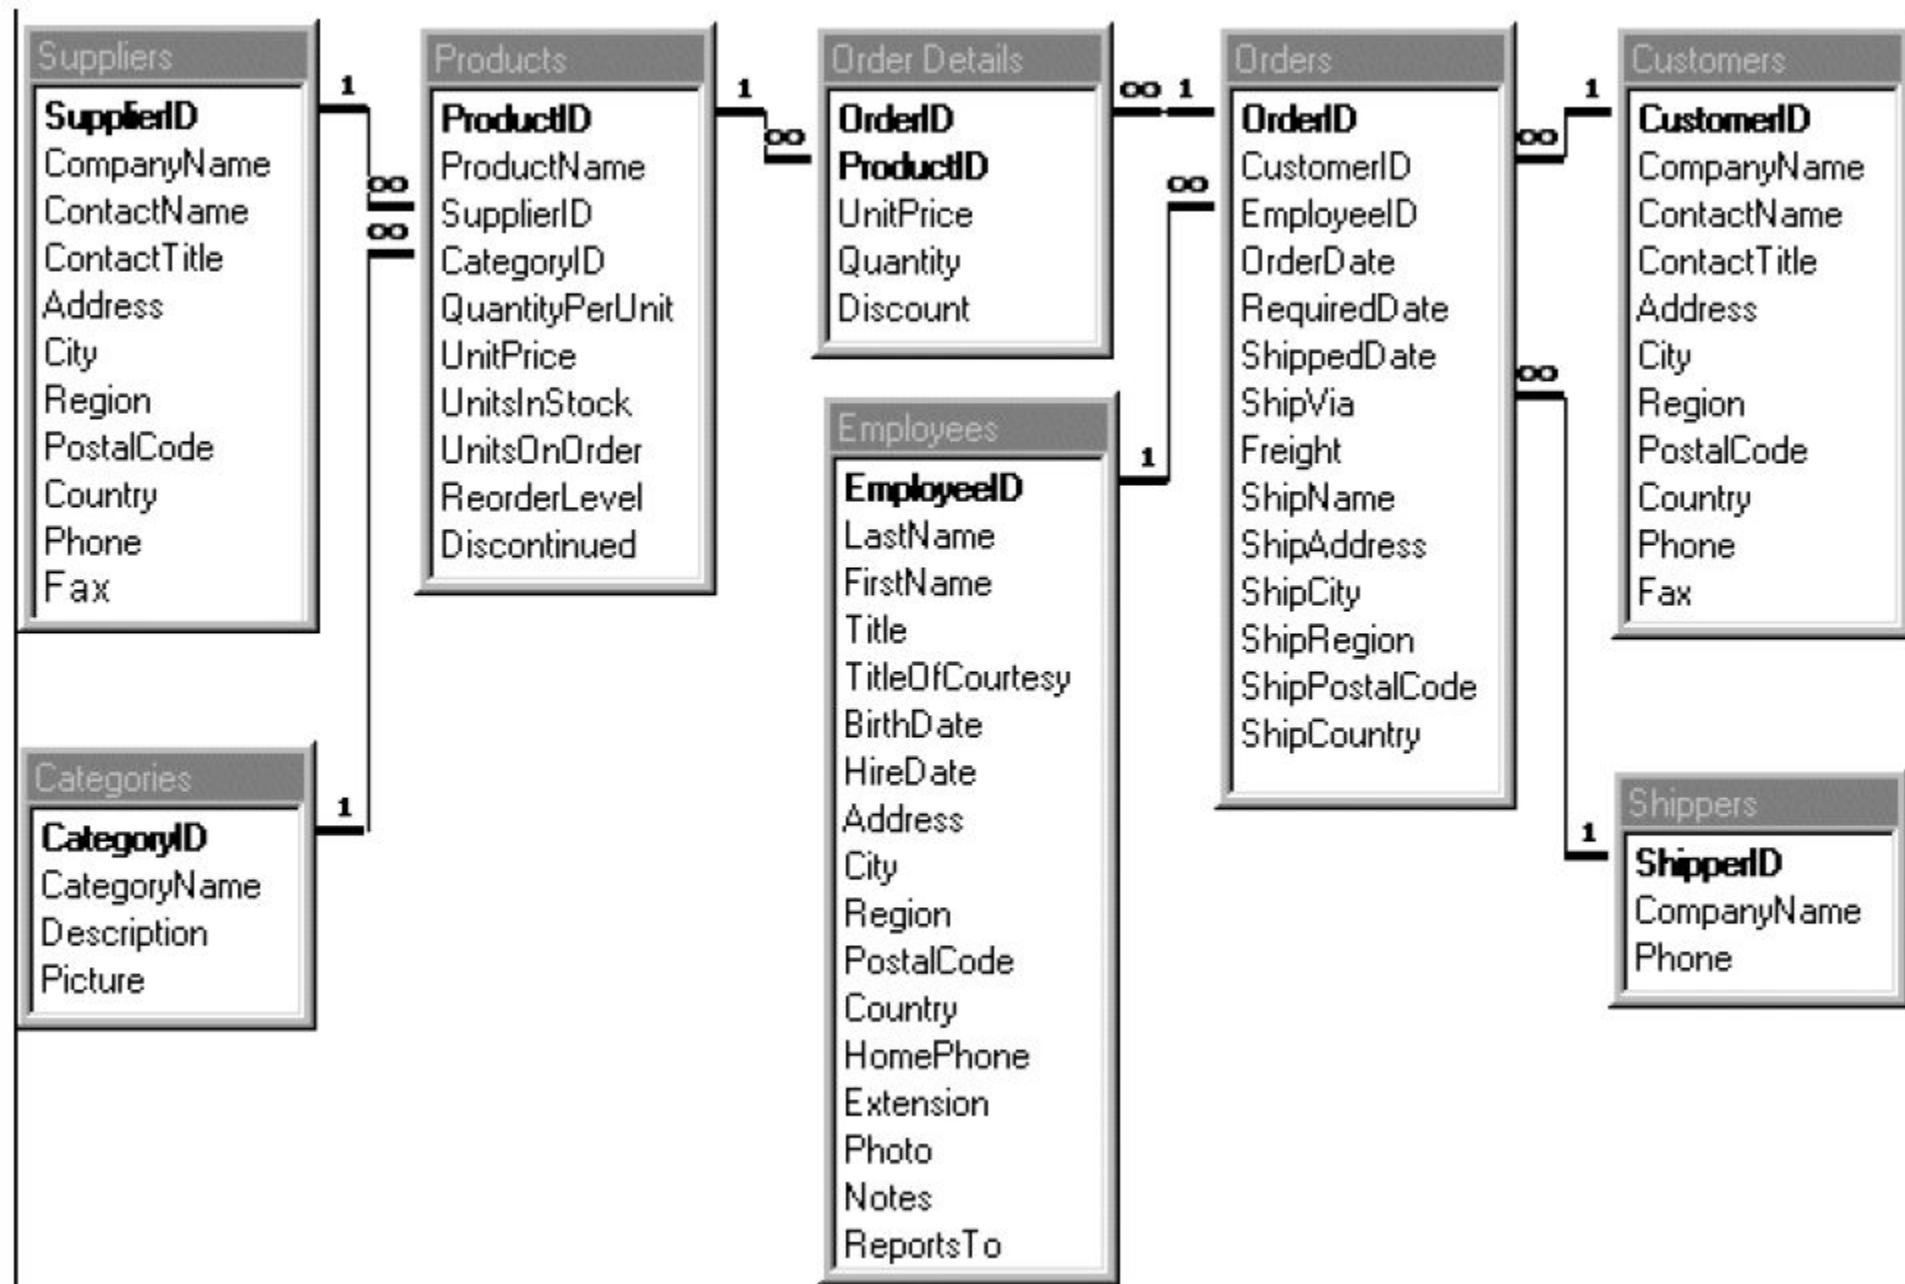 Suppliers
SupplierID
CompanyName
ContactName
ContactTitle
Address
City
Region
PostalCode
Country
Phone
Fax
1
∞
∞
Products
ProductID
ProductName
SupplierID
CategoryID
QuantityPerUnit
UnitPrice
UnitsInStock
UnitsOnOrder
ReorderLevel
Discontinued
1
∞
Order Details
OrderID
ProductID
UnitPrice
Quantity
Discount
∞ 1
∞
Orders
OrderID
CustomerID
EmployeeID
OrderDate
RequiredDate
ShippedDate
ShipVia
Freight
ShipName
ShipAddress
ShipCity
ShipRegion
ShipPostalCode
ShipCountry
1
∞
∞
Customers
CustomerID
CompanyName
ContactName
ContactTitle
Address
City
Region
PostalCode
Country
Phone
Fax
Categories
CategoryID
CategoryName
Description
Picture
1
Employees
EmployeeID
LastName
FirstName
Title
TitleOfCourtesy
BirthDate
HireDate
Address
City
Region
PostalCode
Country
HomePhone
Extension
Photo
Notes
ReportsTo
1
Shippers
ShipperID
CompanyName
Phone
1